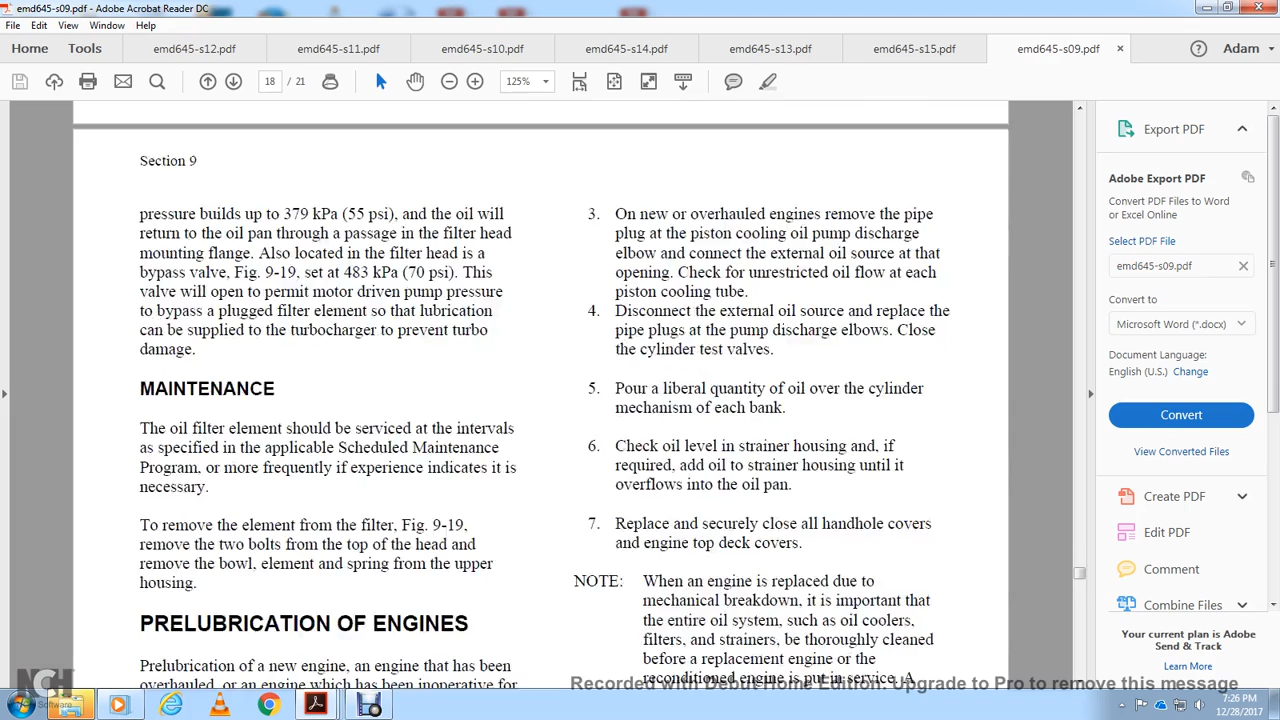 emd645-s09.pdf - Adobe Acrobat Reader DC
File Edit View Window Help
Home Tools emd645-s12.pdf emd645-s11.pdf emd645-s10.pdf emd645-s14.pdf emd645-s13.pdf emd645-s15.pdf emd645-s09.pdf × Adam
18 / 21 125%
Section 9
pressure builds up to 379 kPa (55 psi), and the oil will
return to the oil pan through a passage in the filter head
mounting flange. Also located in the filter head is a
bypass valve, Fig. 9-19, set at 483 kPa (70 psi). This
valve will open to permit motor driven pump pressure
to bypass a plugged filter element so that lubrication
can be supplied to the turbocharger to prevent turbo
damage.
MAINTENANCE
The oil filter element should be serviced at the intervals
as specified in the applicable Scheduled Maintenance
Program, or more frequently if experience indicates it is
necessary.
To remove the element from the filter, Fig. 9-19,
remove the two bolts from the top of the head and
remove the bowl, element and spring from the upper
housing.
PRELUBRICATION OF ENGINES
Prelubrication of a new engine, an engine that has been
overhauled, or an engine which has been inoperative for
3. On new or overhauled engines remove the pipe
plug at the piston cooling oil pump discharge
elbow and connect the external oil source at that
opening. Check for unrestricted oil flow at each
piston cooling tube.
4. Disconnect the external oil source and replace the
pipe plugs at the pump discharge elbows. Close
the cylinder test valves.
5. Pour a liberal quantity of oil over the cylinder
mechanism of each bank.
6. Check oil level in strainer housing and, if
required, add oil to strainer housing until it
overflows into the oil pan.
7. Replace and securely close all handhole covers
and engine top deck covers.
NOTE: When an engine is replaced due to
mechanical breakdown, it is important that
the entire oil system, such as oil coolers,
filters, and strainers, be thoroughly cleaned
before a replacement engine or the
reconditioned engine is put in service. A
Export PDF
Adobe Export PDF
Convert PDF Files to Word
or Excel Online
Select PDF File
emd645-s09.pdf
Convert to
Microsoft Word (*.docx)
Document Language:
English (U.S.) Change
Convert
View Converted Files
Create PDF
Edit PDF
Comment
Combine Files
Your current plan is Adobe
Send & Track
Learn More
NCH
Software
Recorded with Debut Home Edition: Upgrade to Pro to remove this message
7:26 PM
12/28/2017